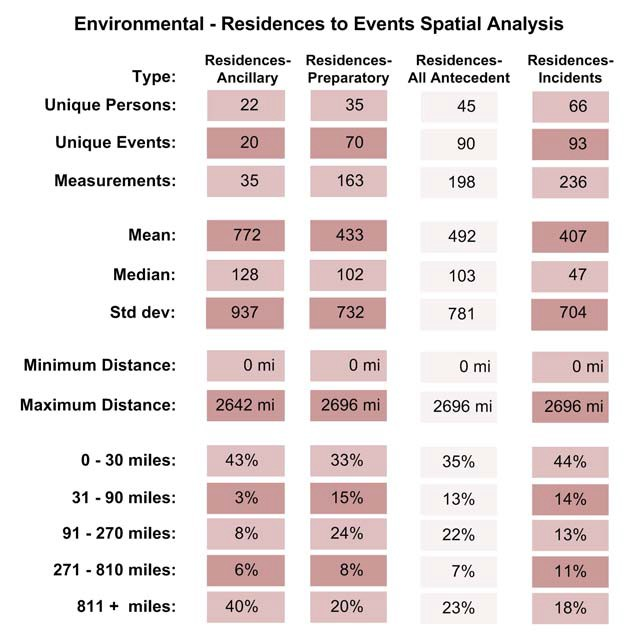 Environmental - Residences to Events Spatial Analysis
Type: Residences-Ancillary Residences-Preparatory Residences-All Antecedent Residences-Incidents
Unique Persons: 22 35 45 66
Unique Events: 20 70 90 93
Measurements: 35 163 198 236
Mean: 772 433 492 407
Median: 128 102 103 47
Std dev: 937 732 781 704
Minimum Distance: 0 mi 0 mi 0 mi 0 mi
Maximum Distance: 2642 mi 2696 mi 2696 mi 2696 mi
0 - 30 miles: 43% 33% 35% 44%
31 - 90 miles: 3% 15% 13% 14%
91 - 270 miles: 8% 24% 22% 13%
271 - 810 miles: 6% 8% 7% 11%
811 + miles: 40% 20% 23% 18%